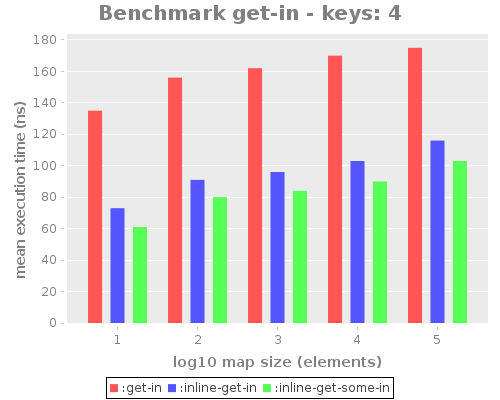 Benchmark get-in - keys: 4
mean execution time (ns)
180
160
140
120
100
80
60
40
20
0
1 2 3 4 5
log10 map size (elements)
:get-in :inline-get-in :inline-get-some-in